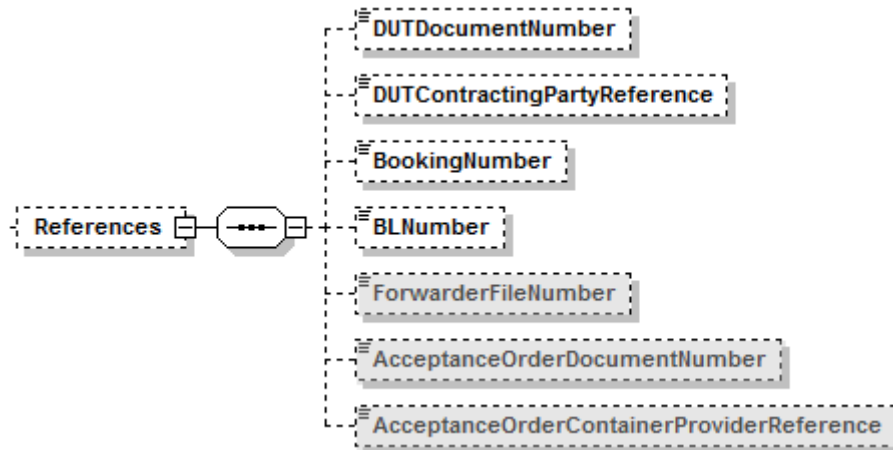 DUTDocumentNumber
DUTContractingPartyReference
BookingNumber
References
BLNumber
ForwarderFileNumber
AcceptanceOrderDocumentNumber
AcceptanceOrderContainerProviderReference